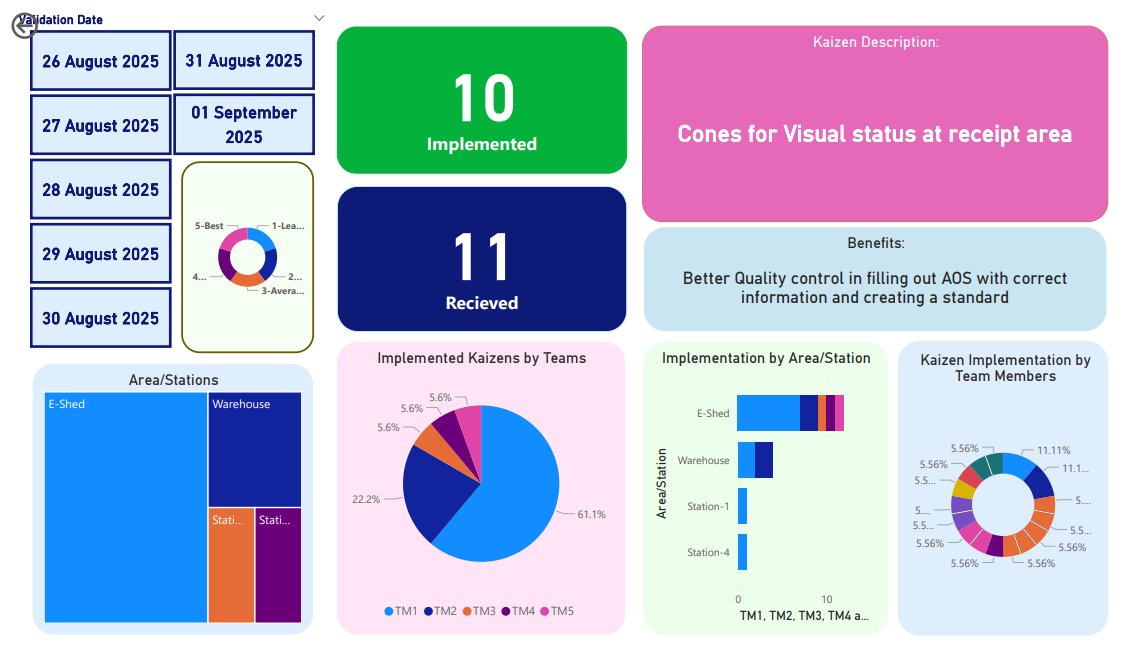 Validation Date
26 August 2025
31 August 2025
27 August 2025
01 September
2025
28 August 2025
29 August 2025
30 August 2025
5-Best
1-Lea...
4...
2...
3-Avera...
10
Implemented
11
Recieved
Kaizen Description:
Cones for Visual status at receipt area
Benefits:
Better Quality control in filling out AOS with correct
information and creating a standard
Area/Stations
E-Shed
Warehouse
Stati...
Stati...
Implemented Kaizens by Teams
5.6%
5.6%
5.6%
22.2%
61.1%
TM1
TM2
TM3
TM4
TM5
Implementation by Area/Station
Area/Station
E-Shed
Warehouse
Station-1
Station-4
0
10
TM1, TM2, TM3, TM4 a...
Kaizen Implementation by
Team Members
5.56%
11.11%
5.56%
11.1...
5.5...
5....
5....
5.5...
5.5...
5.56%
5.56%
5.56%
5.56%